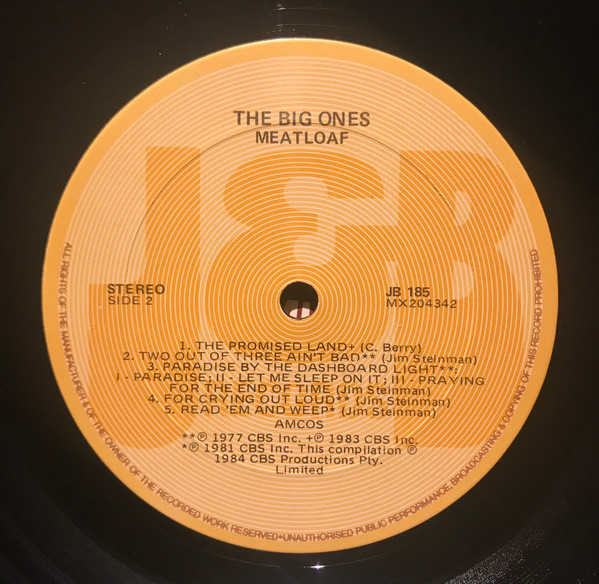 THE BIG ONES
MEATLOAF
J&B
STEREO
SIDE 2
JB 185
MX204342
1. THE PROMISED LAND+ (C. Berry)
2. TWO OUT OF THREE AIN'T BAD** (Jim Steinman)
3. PARADISE BY THE DASHBOARD LIGHT**:
I - PARADISE; II - LET ME SLEEP ON IT; III - PRAYING
FOR THE END OF TIME (Jim Steinman)
4. FOR CRYING OUT LOUD** (Jim Steinman)
5. READ 'EM AND WEEP* (Jim Steinman)
AMCOS
**℗ 1977 CBS Inc. +℗ 1983 CBS Inc.
*℗ 1981 CBS Inc. This compilation ℗
1984 CBS Productions Pty.
Limited
ALL RIGHTS OF THE MANUFACTURER & OF THE OWNER OF THE RECORDED WORK RESERVED•UNAUTHORISED PUBLIC PERFORMANCE, BROADCASTING & COPYING OF THIS RECORD PROHIBITED